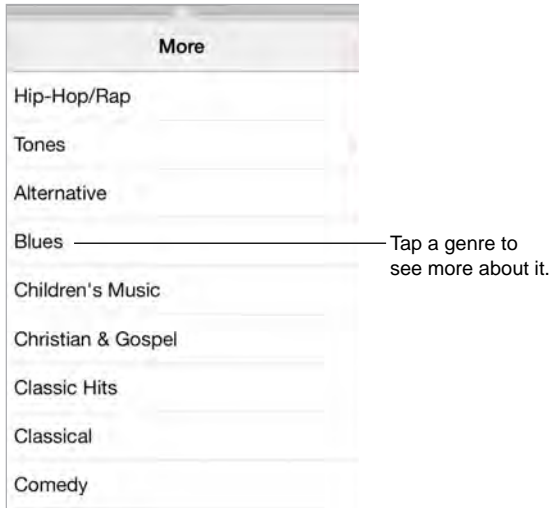 More
Hip-Hop/Rap
Tones
Alternative
Blues
Tap a genre to
see more about it.
Children's Music
Christian & Gospel
Classic Hits
Classical
Comedy